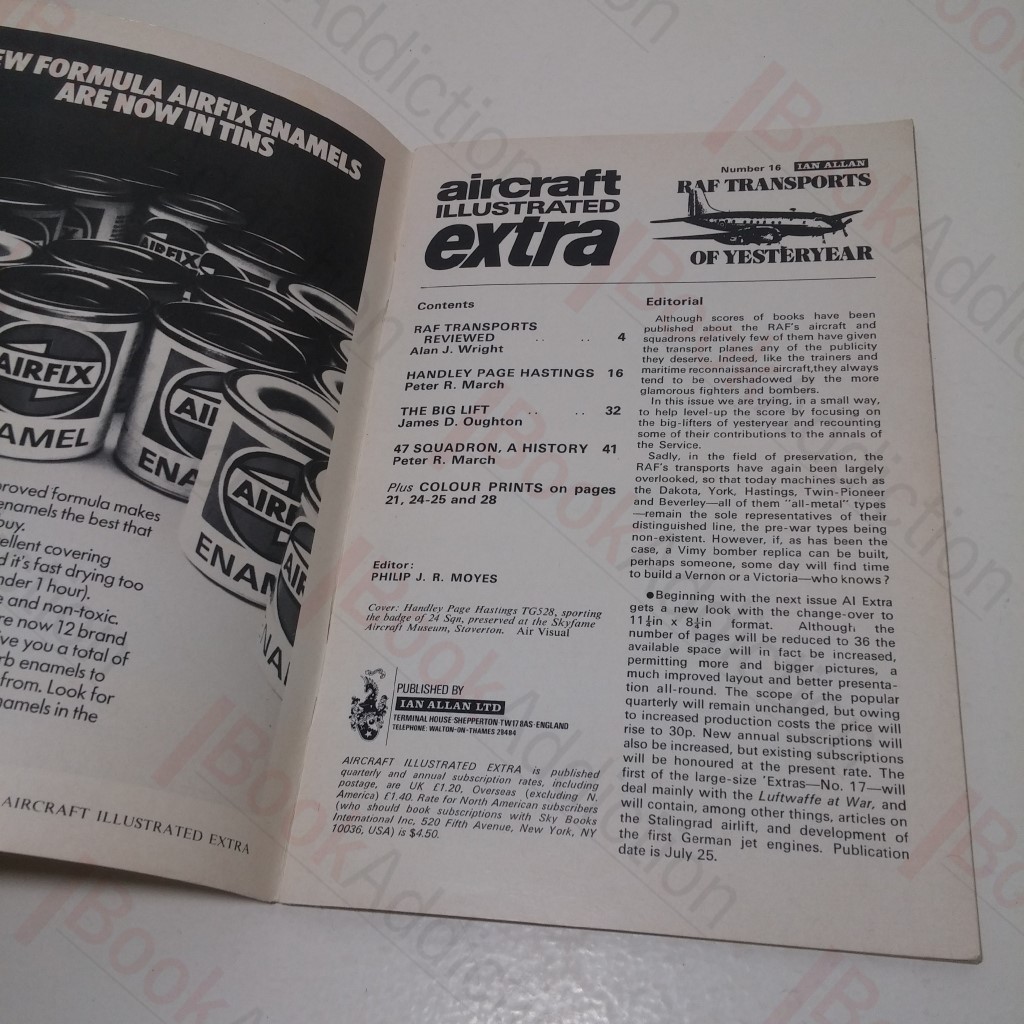 EW FORMULA AIRFIX ENAMELS
ARE NOW IN TINS
AIRFIX
AIRFIX
AMEL
ENA
AIRF
ENAM
proved formula makes
enamels the best that
buy.
ellent covering
d it's fast drying too
nder 1 hour).
e and non-toxic.
re now 12 brand
ive you a total of
rb enamels to
from. Look for
namels in the
AIRCRAFT ILLUSTRATED EXTRA
aircraft
ILLUSTRATED
extra
Number 16 IAN ALLAN
RAF TRANSPORTS
OF YESTERYEAR
Contents
RAF TRANSPORTS
REVIEWED .. .. 4
Alan J. Wright
HANDLEY PAGE HASTINGS 16
Peter R. March
THE BIG LIFT .. .. 32
James D. Oughton
47 SQUADRON, A HISTORY 41
Peter R. March
Plus COLOUR PRINTS on pages
21, 24-25 and 28
Editor:
PHILIP J. R. MOYES
Cover: Handley Page Hastings TG528, sporting
the badge of 24 Sqn, preserved at the Skyfame
Aircraft Museum, Staverton. Air Visual
PUBLISHED BY
IAN ALLAN LTD
TERMINAL HOUSE·SHEPPERTON·TW17 8AS·ENGLAND
TELEPHONE: WALTON-ON-THAMES 28484
AIRCRAFT ILLUSTRATED EXTRA is published
quarterly and annual subscription rates, including
postage, are UK £1.20, Overseas (excluding N.
America) £1.40. Rate for North American subscribers
(who should book subscriptions with Sky Books
International Inc, 520 Fifth Avenue, New York, NY
10036, USA) is $4.50.
Editorial
Although scores of books have been
published about the RAF's aircraft and
squadrons relatively few of them have given
the transport planes any of the publicity
they deserve. Indeed, like the trainers and
maritime reconnaissance aircraft,they always
tend to be overshadowed by the more
glamorous fighters and bombers.
In this issue we are trying, in a small way,
to help level-up the score by focusing on
the big-lifters of yesteryear and recounting
some of their contributions to the annals of
the Service.
Sadly, in the field of preservation, the
RAF's transports have again been largely
overlooked, so that today machines such as
the Dakota, York, Hastings, Twin-Pioneer
and Beverley—all of them "all-metal" types
—remain the sole representatives of their
distinguished line, the pre-war types being
non-existent. However, if, as has been the
case, a Vimy bomber replica can be built,
perhaps someone, some day will find time
to build a Vernon or a Victoria—who knows?
●Beginning with the next issue AI Extra
gets a new look with the change-over to
11¼in x 8¼in format. Although the
number of pages will be reduced to 36 the
available space will in fact be increased,
permitting more and bigger pictures, a
much improved layout and better presenta-
tion all-round. The scope of the popular
quarterly will remain unchanged, but owing
to increased production costs the price will
rise to 30p. New annual subscriptions will
also be increased, but existing subscriptions
will be honoured at the present rate. The
first of the large-size 'Extras—No. 17—will
deal mainly with the Luftwaffe at War, and
will contain, among other things, articles on
the Stalingrad airlift, and development of
the first German jet engines. Publication
date is July 25.
BookAddiction